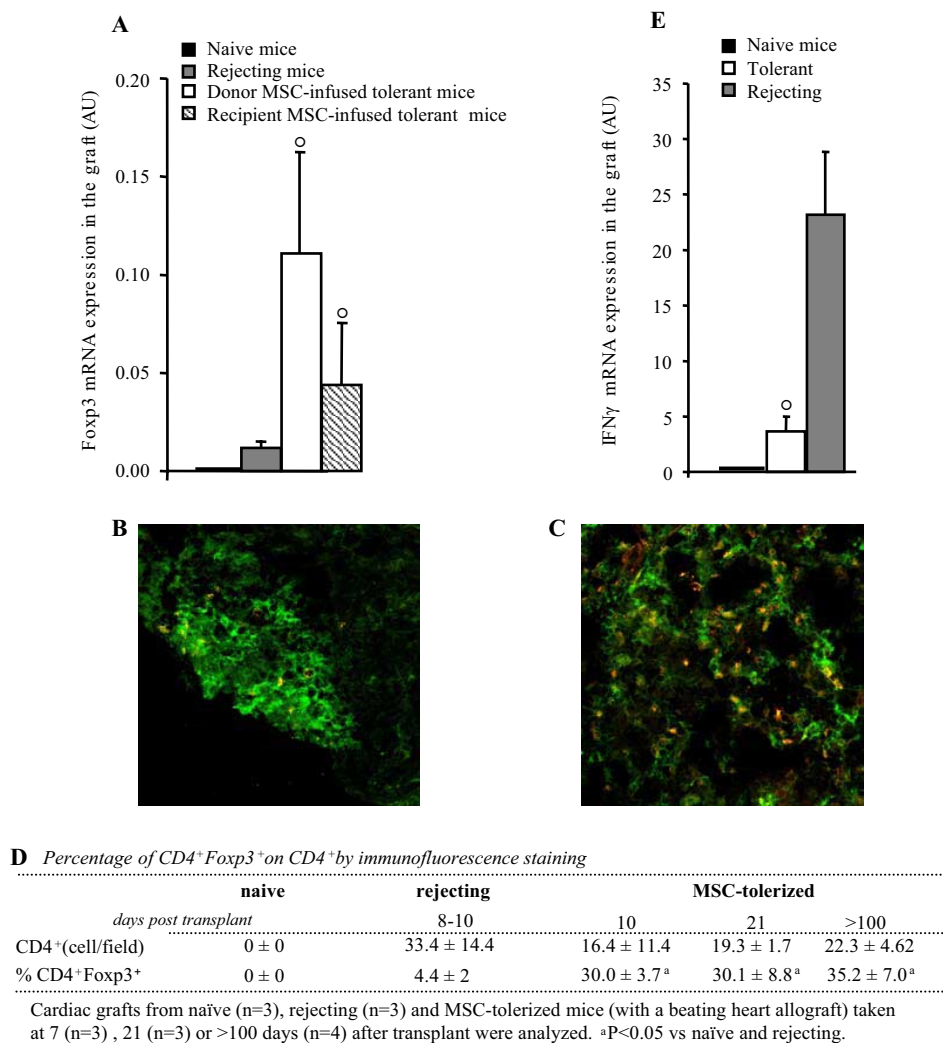 A
Naive mice
Rejecting mice
Donor MSC-infused tolerant mice
Recipient MSC-infused tolerant mice
Foxp3 mRNA expression in the graft (AU)
0.20
0.15
0.10
0.05
0.00
E
Naive mice
Tolerant
Rejecting
IFNγ mRNA expression in the graft (AU)
35
30
25
20
15
10
5
0
B
C
D Percentage of CD4⁺Foxp3⁺on CD4⁺by immunofluorescence staining
naive rejecting MSC-tolerized
days post transplant 8-10 10 21 >100
CD4⁺(cell/field) 0 ± 0 33.4 ± 14.4 16.4 ± 11.4 19.3 ± 1.7 22.3 ± 4.62
% CD4⁺Foxp3⁺ 0 ± 0 4.4 ± 2 30.0 ± 3.7ᵃ 30.1 ± 8.8ᵃ 35.2 ± 7.0ᵃ
Cardiac grafts from naïve (n=3), rejecting (n=3) and MSC-tolerized mice (with a beating heart allograft) taken
at 7 (n=3) , 21 (n=3) or >100 days (n=4) after transplant were analyzed. ᵃP<0.05 vs naïve and rejecting.